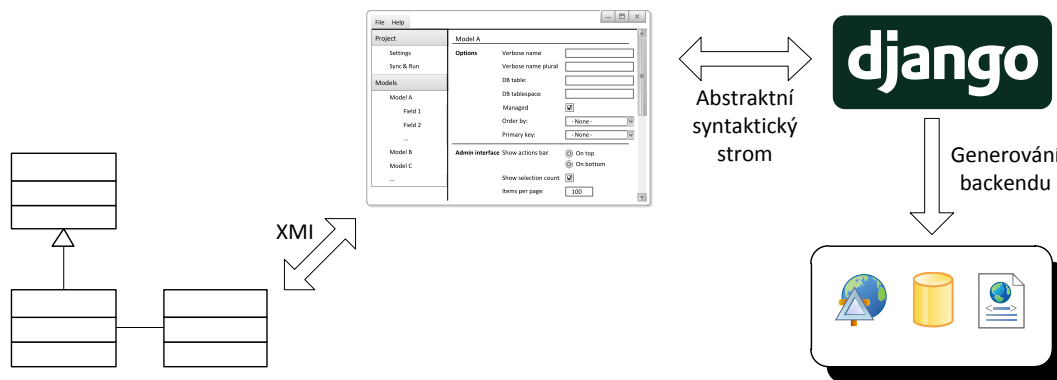 File Help
Project
Settings
Sync & Run
Models
Model A
Field 1
Field 2
...
Model B
Model C
...
Model A
Options Verbose name:
Verbose name plural:
DB table:
DB tablespace:
Managed
Order by: - None -
Primary key: - None -
Admin interface Show actions bar:
On top
On bottom
Show selection count
Items per page: 100
XMI
Abstraktní
syntaktický
strom
django
Generování
backendu